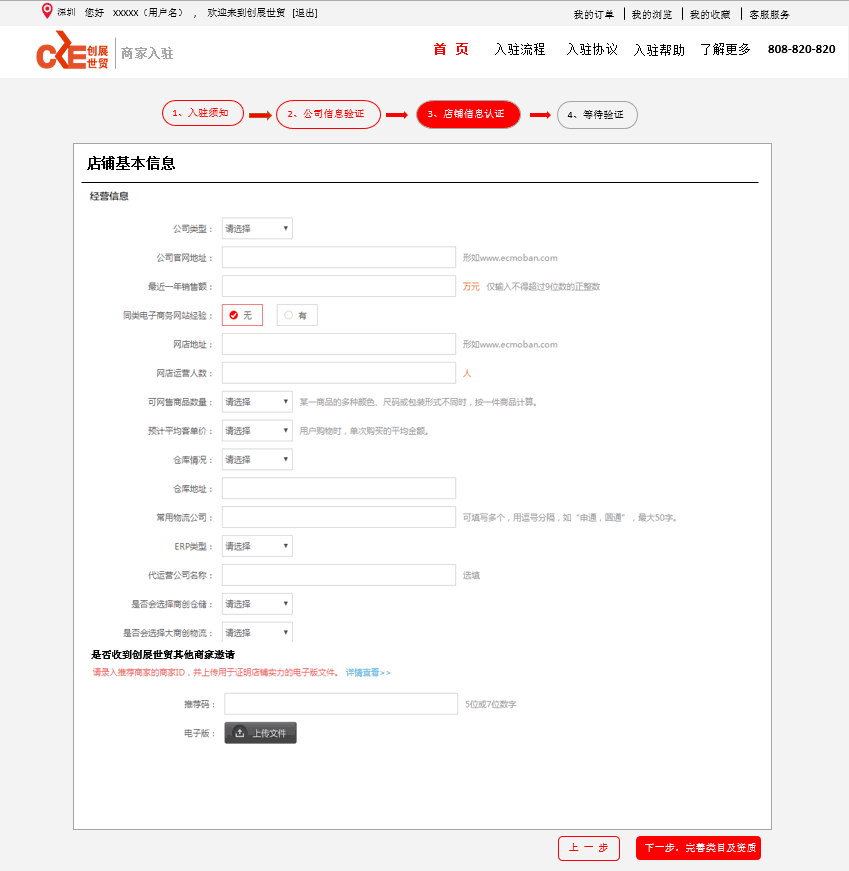 深圳 您好 xxxxx（用户名），欢迎来到创展世贸 [退出]
我的订单 | 我的浏览 | 我的收藏 | 客服服务
CKE创展世贸 | 商家入驻
首 页 入驻流程 入驻协议 入驻帮助 了解更多 808-820-820
1、入驻须知 2、公司信息验证 3、店铺信息认证 4、等待验证
店铺基本信息
经营信息
公司类型： 请选择
公司官网地址： 形如www.ecmoban.com
最近一年销售额： 万元 仅输入不得超过9位数的正整数
同类电子商务网站经验： 无 有
网店地址： 形如www.ecmoban.com
网店运营人数： 人
可网售商品数量： 请选择 某一商品的多种颜色、尺码或包装形式不同时，按一件商品计算。
预计平均客单价： 请选择 用户购物时，单次购买的平均金额。
仓库情况： 请选择
仓库地址：
常用物流公司： 可填写多个，用逗号分隔，如“申通，圆通”，最大50字。
ERP类型： 请选择
代运营公司名称： 选填
是否会选择商创仓储： 请选择
是否会选择大商创物流： 请选择
是否收到创展世贸其他商家邀请
请录入推荐商家的商家ID，并上传用于证明店铺实力的电子版文件。 详情查看>>
推荐码： 5位或7位数字
电子版： 上传文件
上 一 步 下一步，完善类目及资质